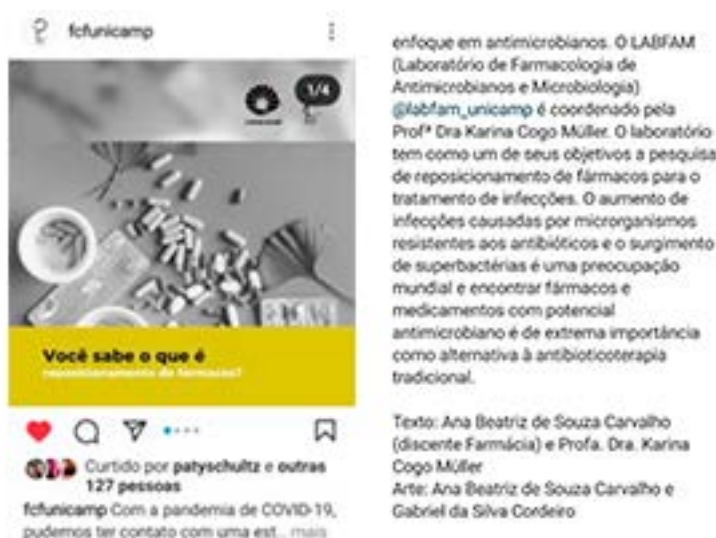 fcfunicamp
1/4
Você sabe o que é
reposicionamento de fármacos?
Curtido por patyschultz e outras
127 pessoas
fcfunicamp Com a pandemia de COVID-19,
pudemos ter contato com uma est... mais
enfoque em antimicrobianos. O LABFAM
(Laboratório de Farmacologia de
Antimicrobianos e Microbiologia)
@labfam_unicamp é coordenado pela
Profª Dra Karina Cogo Müller. O laboratório
tem como um de seus objetivos a pesquisa
de reposicionamento de fármacos para o
tratamento de infecções. O aumento de
infecções causadas por microrganismos
resistentes aos antibióticos e o surgimento
de superbactérias é uma preocupação
mundial e encontrar fármacos e
medicamentos com potencial
antimicrobiano é de extrema importância
como alternativa à antibioticoterapia
tradicional.
Texto: Ana Beatriz de Souza Carvalho
(discente Farmácia) e Profa. Dra. Karina
Cogo Müller
Arte: Ana Beatriz de Souza Carvalho e
Gabriel da Silva Cordeiro